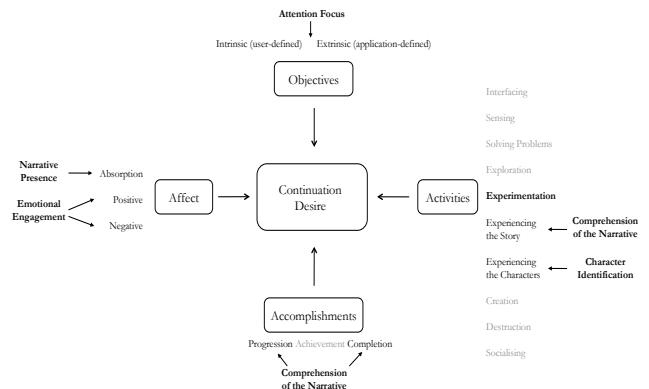 Attention Focus
Intrinsic (user-defined) Extrinsic (application-defined)
Objectives
Interfacing
Sensing
Solving Problems
Exploration
Narrative
Presence
Absorption
Emotional
Engagement
Positive
Negative
Affect
Continuation
Desire
Activities
Experimentation
Experiencing
the Story
Comprehension
of the Narrative
Experiencing
the Characters
Character
Identification
Creation
Destruction
Socialising
Accomplishments
Progression Achievement Completion
Comprehension
of the Narrative